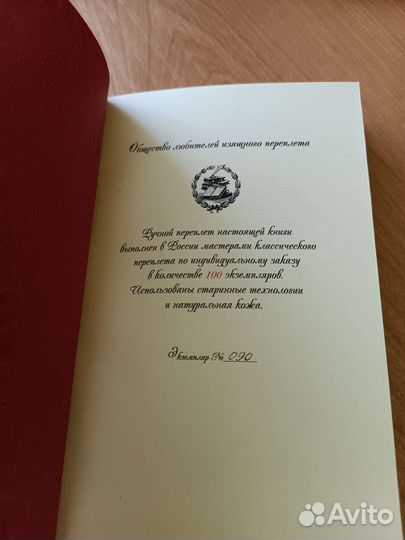 Общество любителей изящного переплета
Ручной переплет настоящей книги
выполнен в России мастерами классического
переплета по индивидуальному заказу
в количестве 100 экземпляров.
Использованы старинные технологии
и натуральная кожа.
Экземпляр № 090
Avito